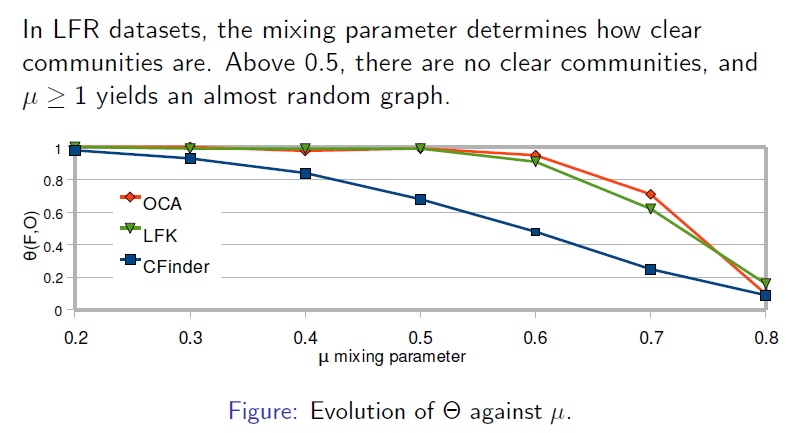 In LFR datasets, the mixing parameter determines how clear
communities are. Above 0.5, there are no clear communities, and
μ ≥ 1 yields an almost random graph.
1
0.8
0.6
0.4
0.2
0
θ(F,O)
OCA
LFK
CFinder
0.2 0.3 0.4 0.5 0.6 0.7 0.8
μ mixing parameter
Figure: Evolution of Θ against μ.